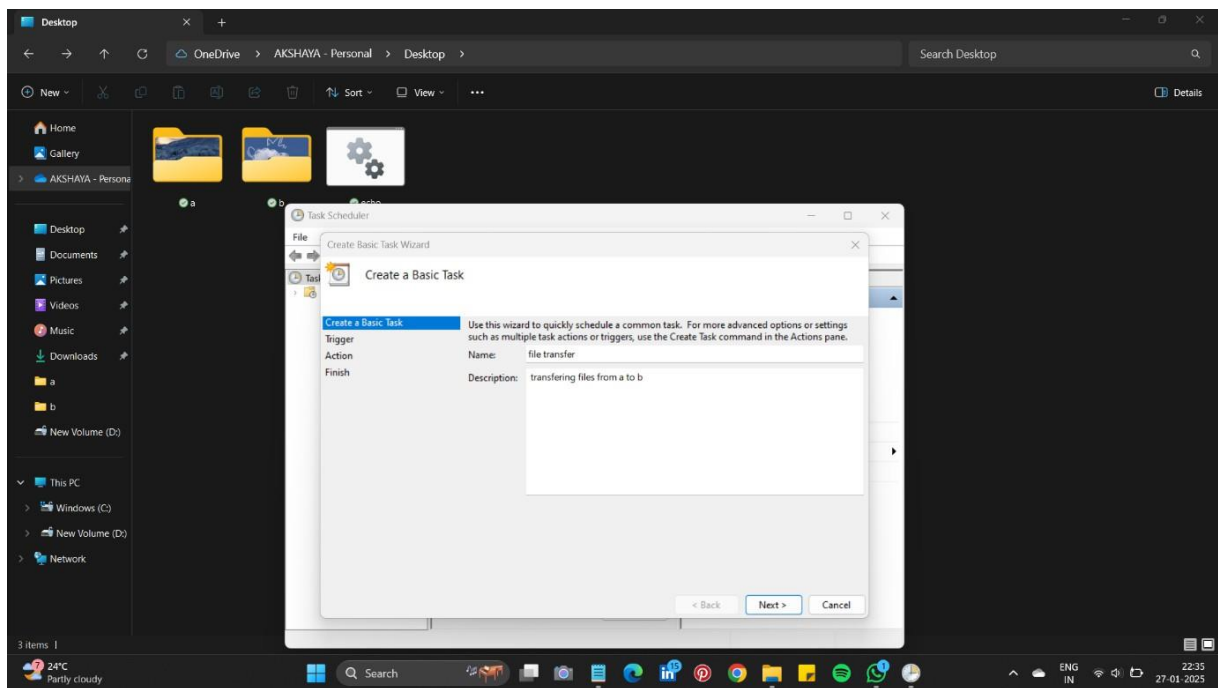 Desktop
OneDrive > AKSHAYA - Personal > Desktop >
Search Desktop
New
Sort
View
Details
Home
Gallery
AKSHAYA - Persona
Desktop
Documents
Pictures
Videos
Music
Downloads
a
b
New Volume (D:)
This PC
Windows (C:)
New Volume (D:)
Network
a
b
echo
Task Scheduler
File
Create Basic Task Wizard
Create a Basic Task
Create a Basic Task
Trigger
Action
Finish
Use this wizard to quickly schedule a common task. For more advanced options or settings
such as multiple task actions or triggers, use the Create Task command in the Actions pane.
Name: file transfer
Description: transfering files from a to b
< Back Next > Cancel
3 items
7
24°C
Partly cloudy
Search
15
1
ENG
IN
22:35
27-01-2025